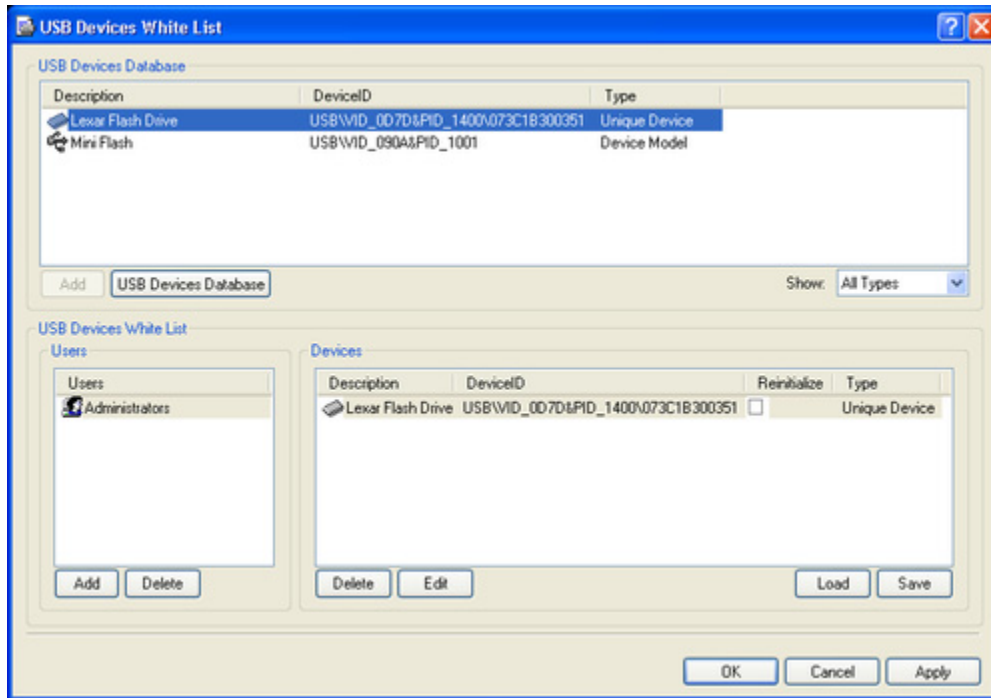 USB Devices White List
USB Devices Database
Description DeviceID Type
Lexar Flash Drive USB\VID_0D7D&PID_1400\073C1B300351 Unique Device
Mini Flash USB\VID_090A&PID_1001 Device Model
Add USB Devices Database Show: All Types
USB Devices White List
Users
Users
Administrators
Add Delete
Devices
Description DeviceID Reinitialize Type
Lexar Flash Drive USB\VID_0D7D&PID_1400\073C1B300351 Unique Device
Delete Edit Load Save
OK Cancel Apply